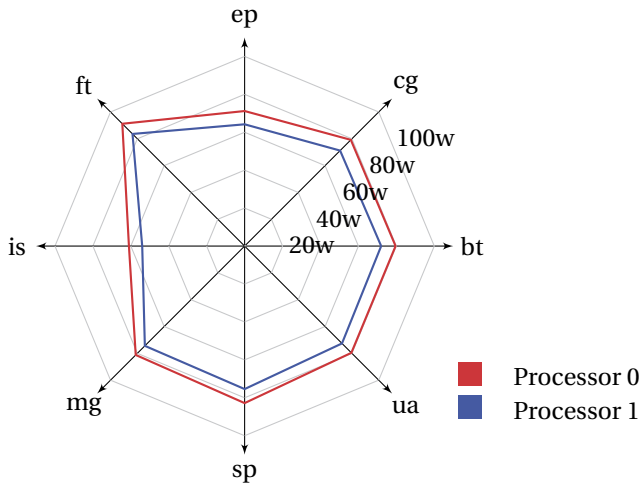 ep
ft
cg
100w
80w
60w
40w
20w
is
bt
mg
ua
sp
Processor 0
Processor 1